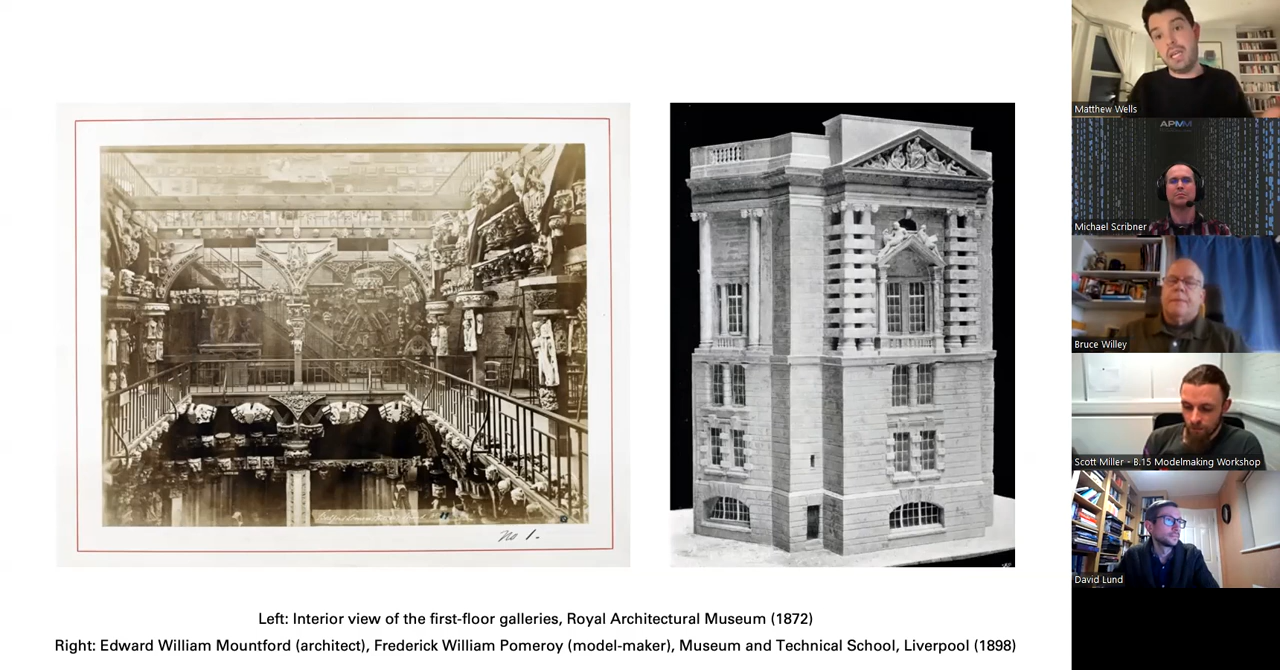 No 1.
Left: Interior view of the first-floor galleries, Royal Architectural Museum (1872)
Right: Edward William Mountford (architect), Frederick William Pomeroy (model-maker), Museum and Technical School, Liverpool (1898)
Matthew Wells
APMM
Michael Scribner
Bruce Willey
Scott Miller - B.15 Modelmaking Workshop
David Lund